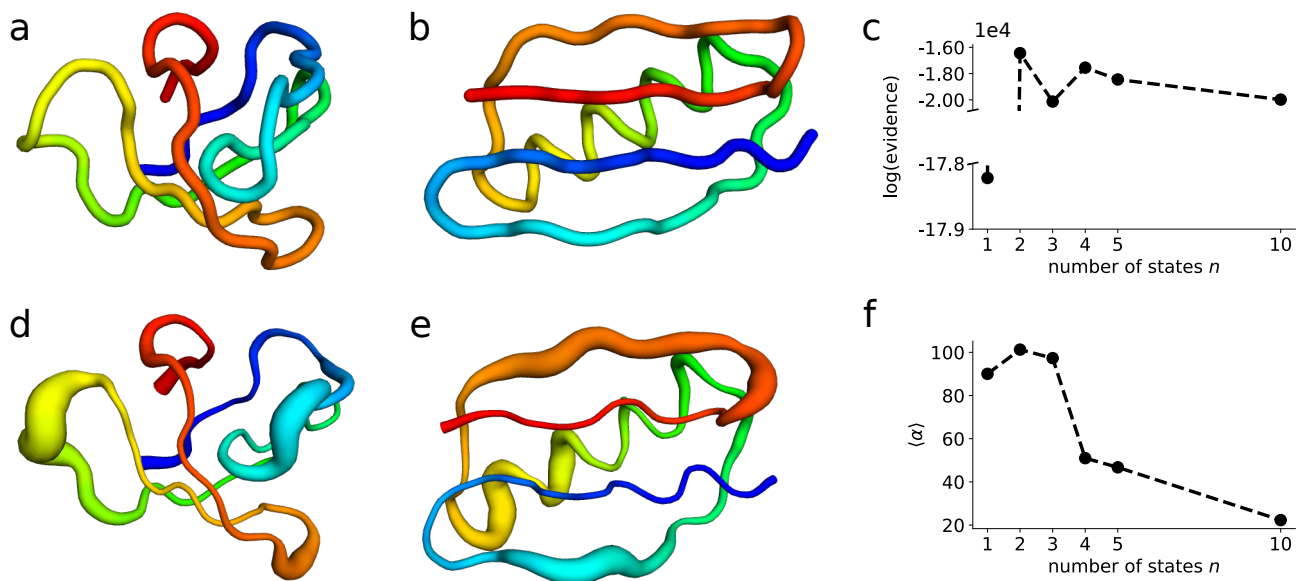 a
b
c
1e4
-1.60
-1.80
-2.00
-17.8
-17.9
log(evidence)
1 2 3 4 5 10
number of states n
d
e
f
100
80
60
40
20
⟨α⟩
1 2 3 4 5 10
number of states n